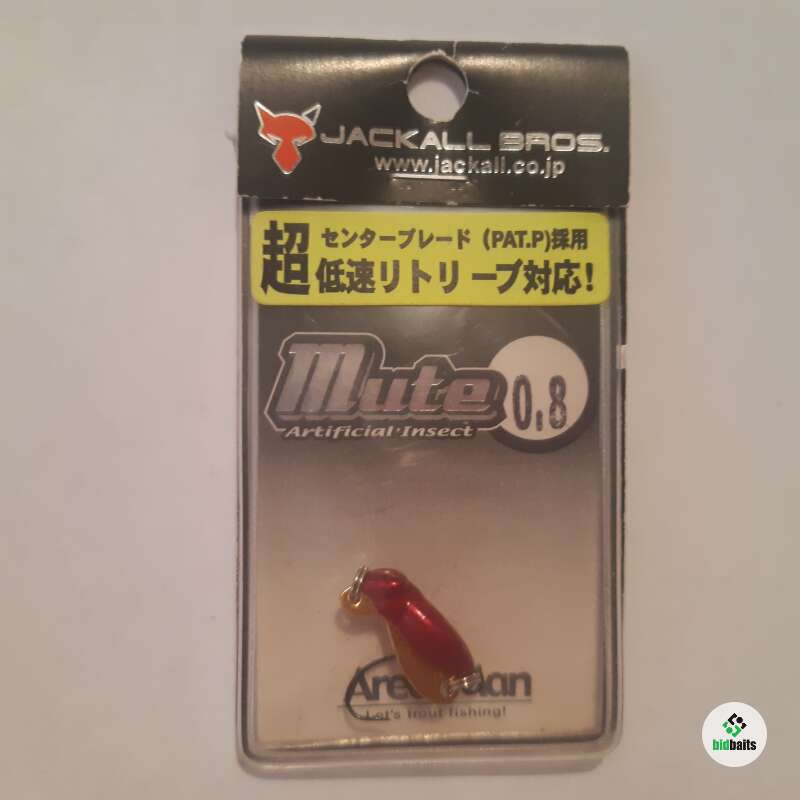 JACKALL BROS.
www.jackall.co.jp
超 センターブレード (PAT.P)採用
低速リトリーブ対応!
Mute 0.8
Artificial·Insect
Let's trout fishing!
bidbaits